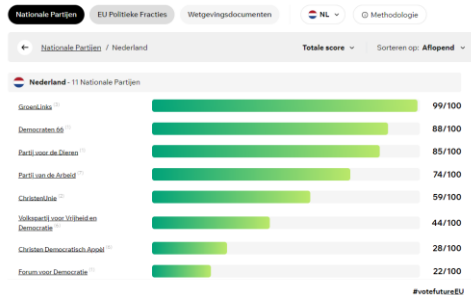 Nationale Partijen EU Politieke Fracties Wetgevingsdocumenten NL Methodologie
Nationale Partijen / Nederland Totale score Sorteren op: Aflopend
Nederland - 11 Nationale Partijen
GroenLinks 99/100
Democraten 66 88/100
Partij voor de Dieren 85/100
Partij van de Arbeid 74/100
ChristenUnie 59/100
Volkspartij voor Vrijheid en
Democratie 44/100
Christen Democratisch Appèl 28/100
Forum voor Democratie 22/100
#votefutureEU